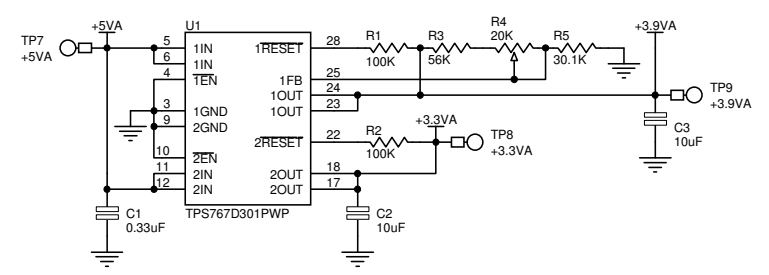 +5VA
TP7
+5VA
U1
5 1IN
6 1IN
4 1EN
3 1GND
9 2GND
10 2EN
11 2IN
12 2IN
1RESET 28
1FB 25
1OUT 24
1OUT 23
2RESET 22
2OUT 18
2OUT 17
TPS767D301PWP
R1
100K
R3
56K
R4
20K
R5
30.1K
+3.9VA
TP9
+3.9VA
R2
100K
+3.3VA
TP8
+3.3VA
C1
0.33uF
C2
10uF
C3
10uF